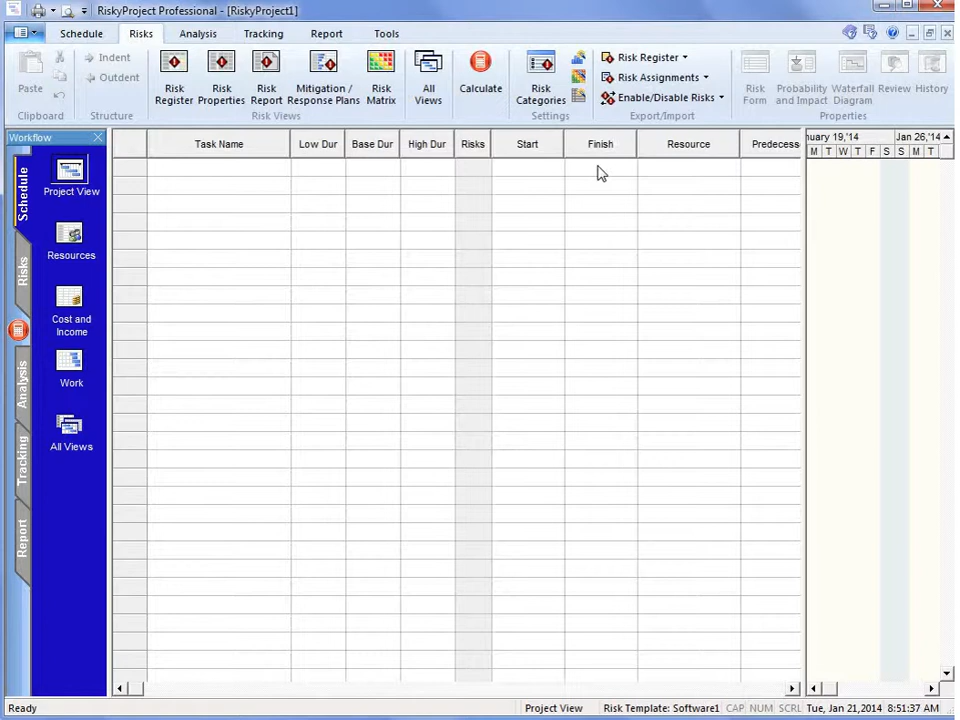 RiskyProject Professional - [RiskyProject1]
Schedule Risks Analysis Tracking Report Tools
Paste
Indent
Outdent
Clipboard
Structure
Risk Register
Risk Properties
Risk Report
Mitigation / Response Plans
Risk Matrix
All Views
Risk Views
Calculate
Risk Categories
Settings
Risk Register
Risk Assignments
Enable/Disable Risks
Export/Import
Risk Form
Probability and Impact
Waterfall Diagram
Review
History
Properties
Workflow
Schedule
Risks
Analysis
Tracking
Report
Project View
Resources
Cost and Income
Work
All Views
Task Name Low Dur Base Dur High Dur Risks Start Finish Resource Predecess
nuary 19,'14 Jan 26,'14
M T W T F S S M T
Ready
Project View Risk Template: Software1 CAP NUM SCRL Tue, Jan 21,2014 8:51:37 AM